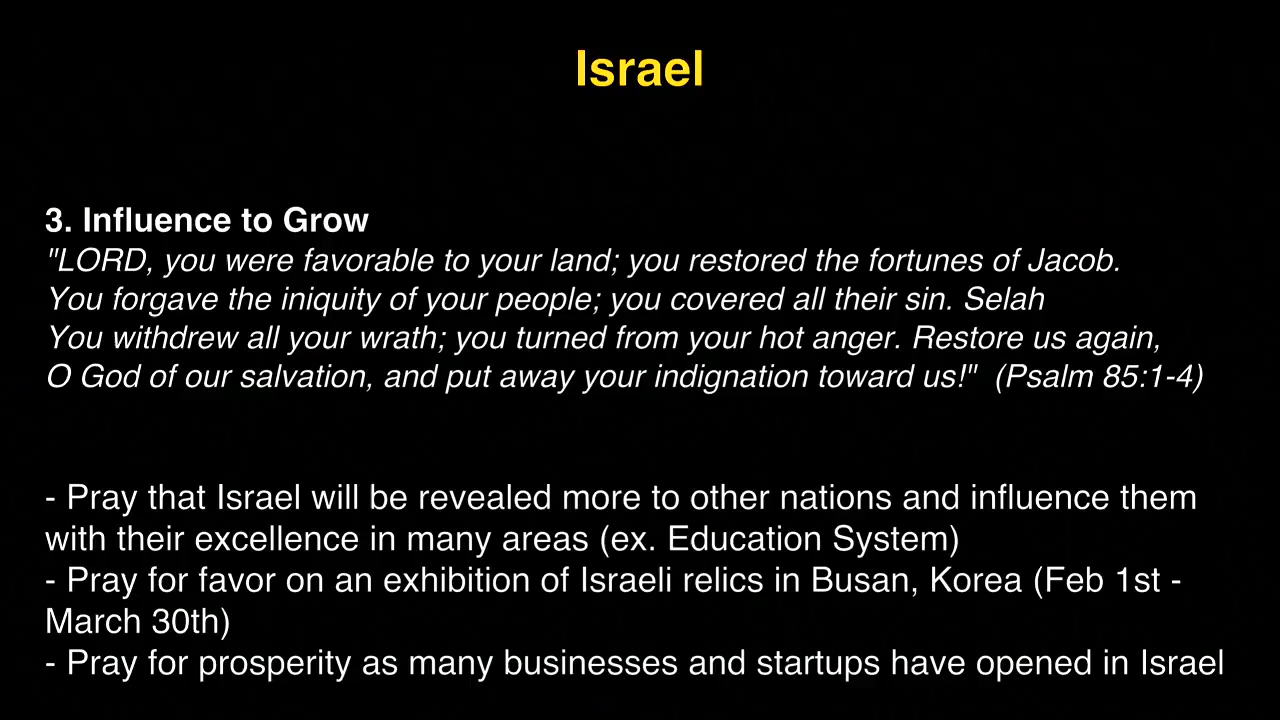 Israel
3. Influence to Grow
"LORD, you were favorable to your land; you restored the fortunes of Jacob.
You forgave the iniquity of your people; you covered all their sin. Selah
You withdrew all your wrath; you turned from your hot anger. Restore us again,
O God of our salvation, and put away your indignation toward us!"  (Psalm 85:1-4)
- Pray that Israel will be revealed more to other nations and influence them
with their excellence in many areas (ex. Education System)
- Pray for favor on an exhibition of Israeli relics in Busan, Korea (Feb 1st -
March 30th)
- Pray for prosperity as many businesses and startups have opened in Israel